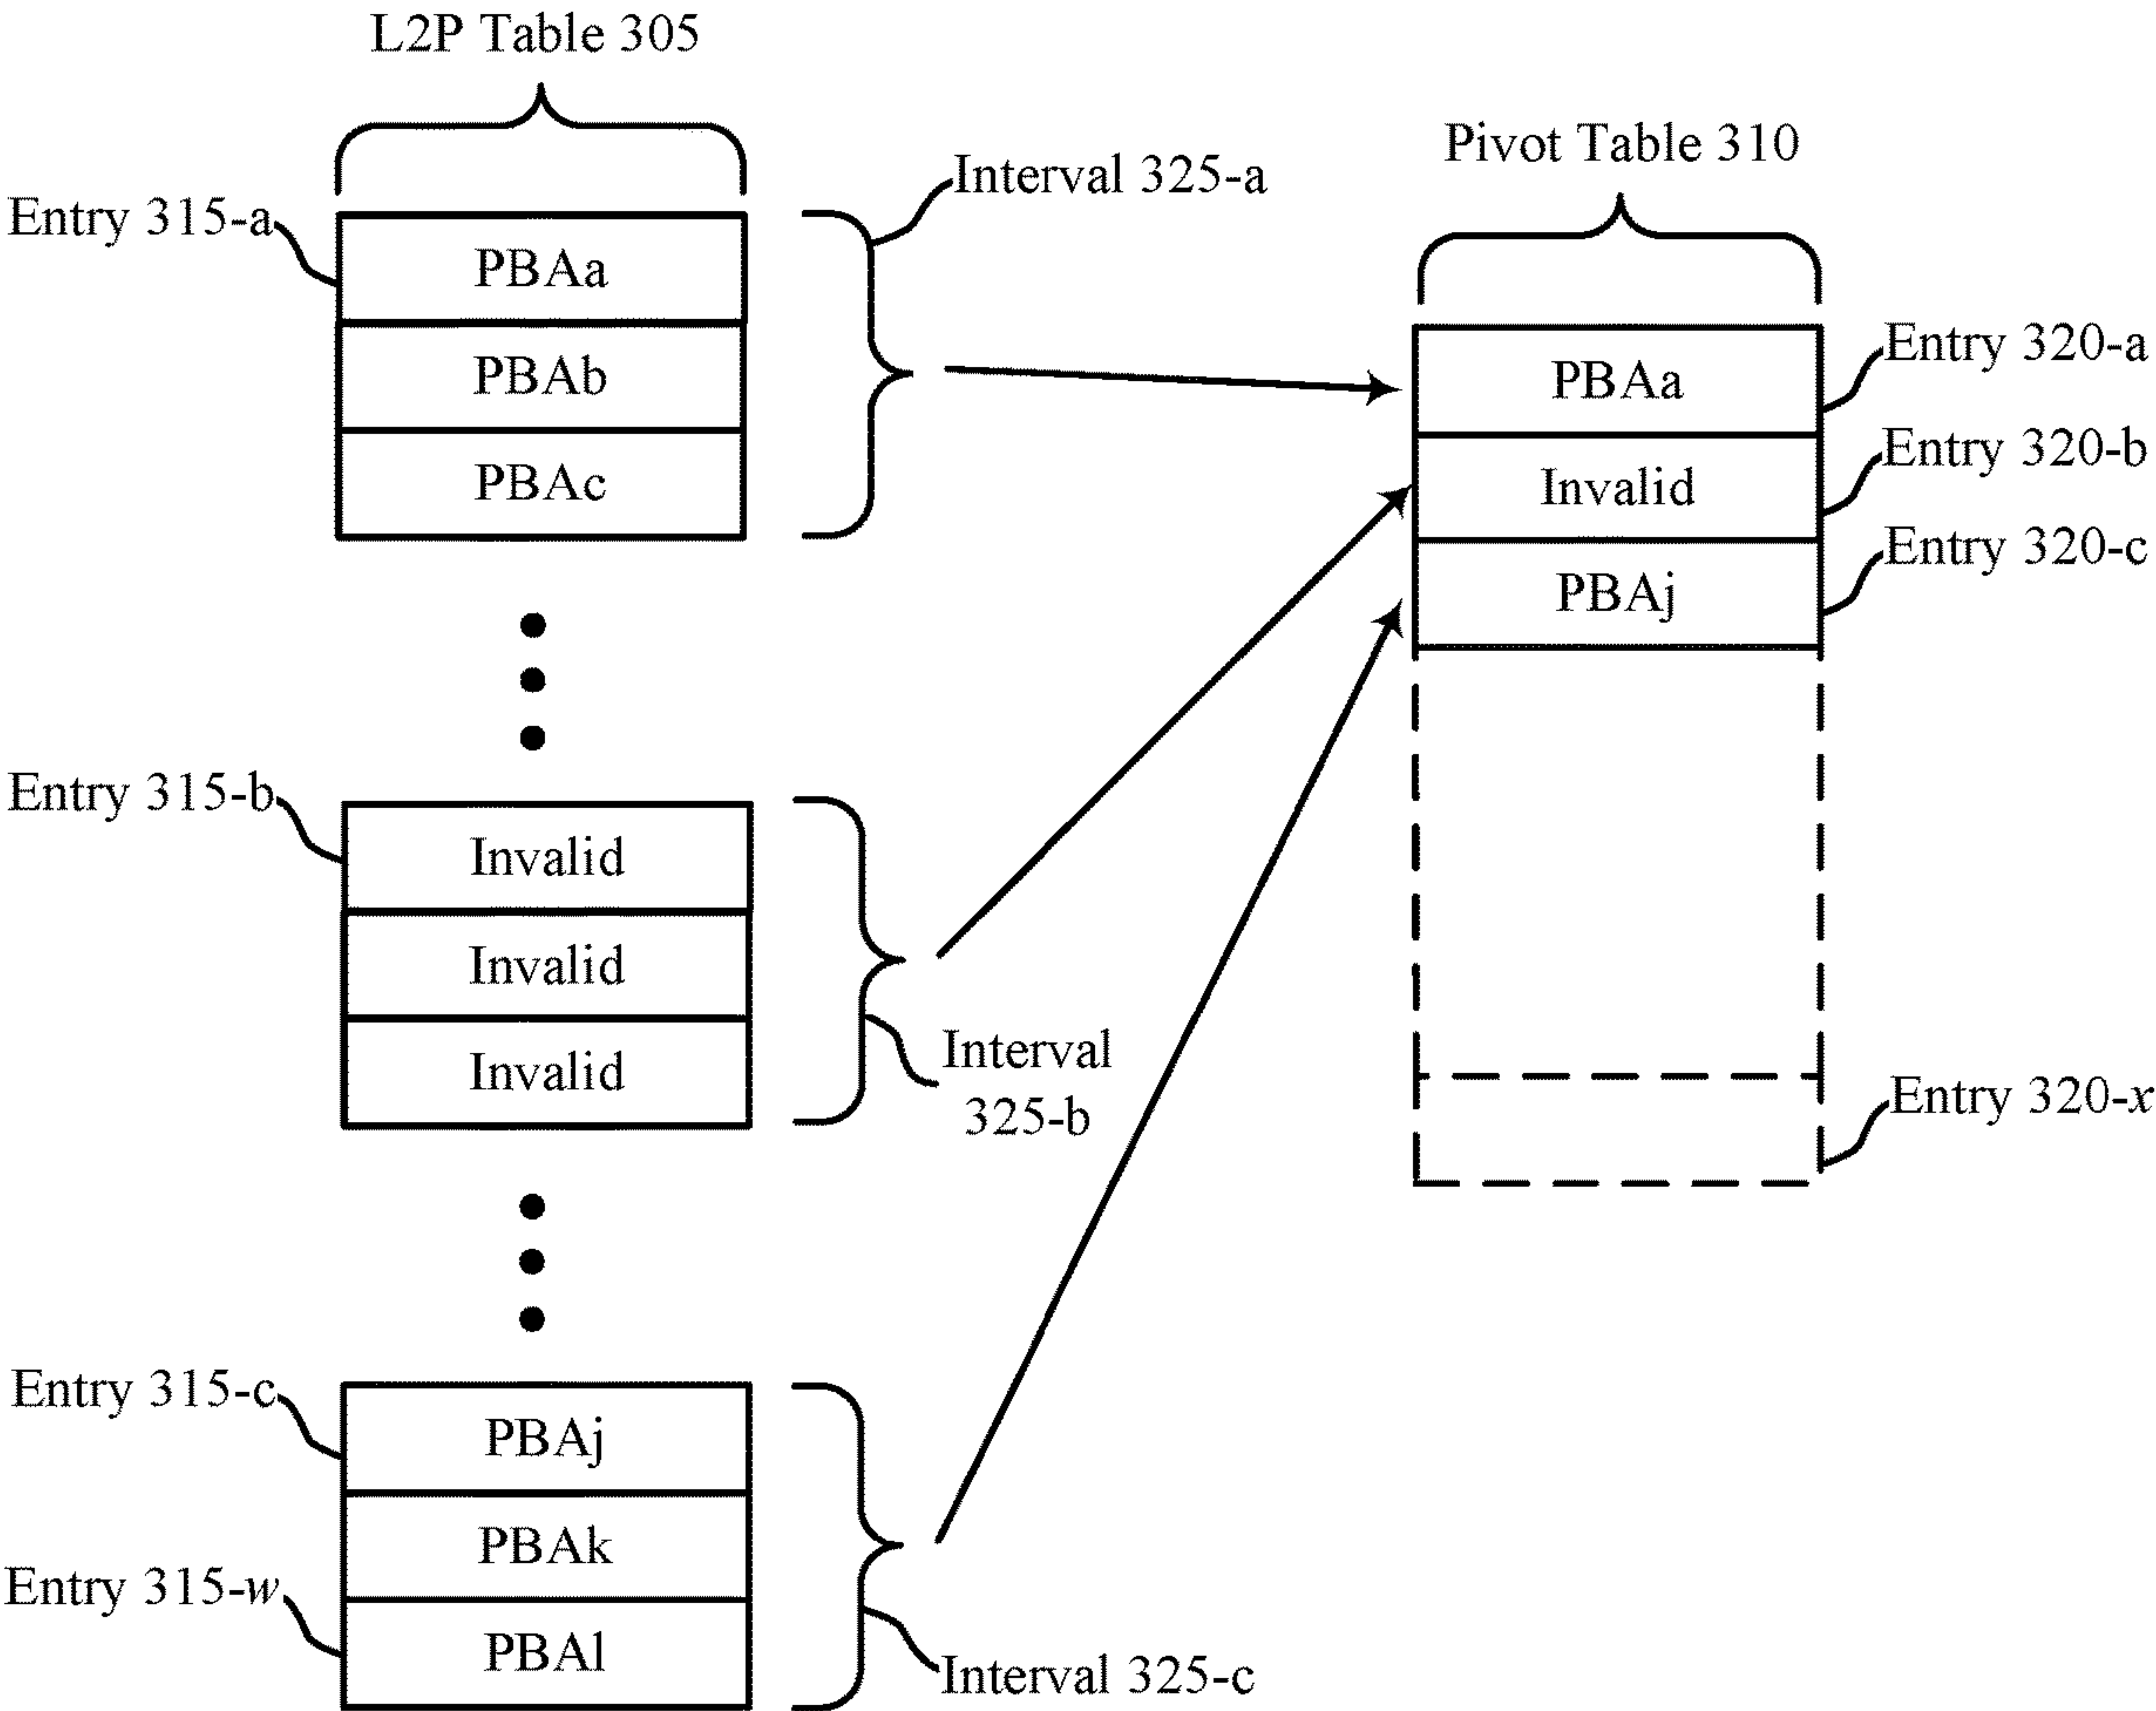 L2P Table 305
Pivot Table 310
Interval 325-a
Entry 315-a
PBAa
PBAb
PBAc
Entry 320-a
PBAa
Entry 320-b
Invalid
Entry 320-c
PBAj
Entry 315-b
Invalid
Invalid
Invalid
Interval
325-b
Entry 320-x
Entry 315-c
PBAj
PBAk
Entry 315-w
PBAl
Interval 325-c